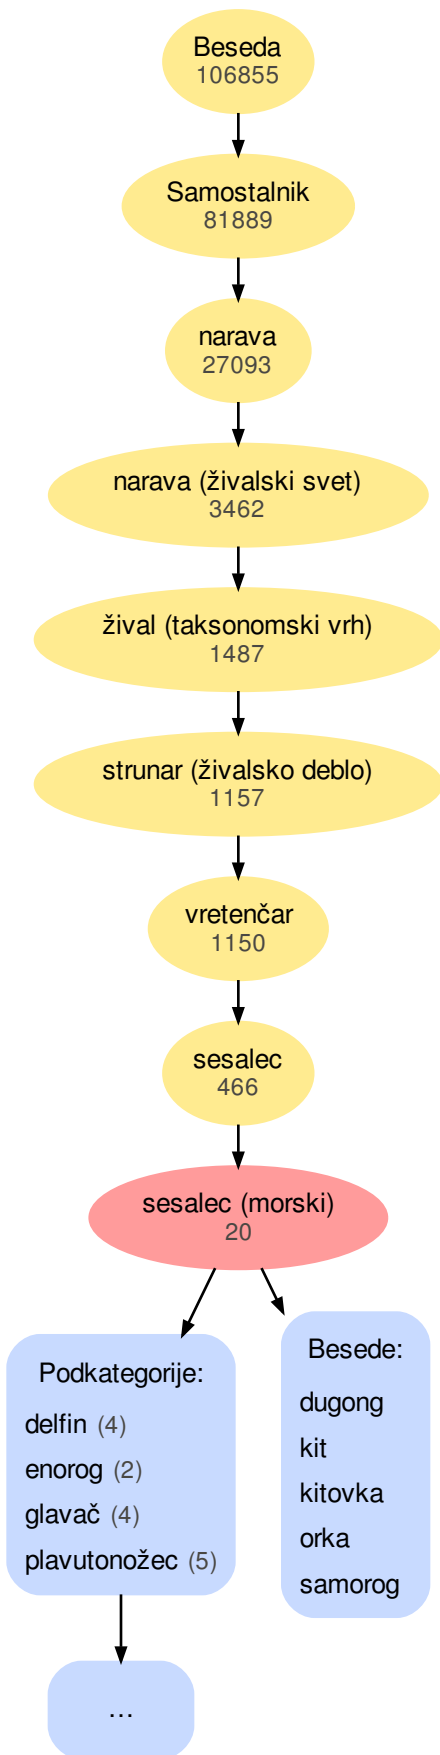 Beseda
106855
Samostalnik
81889
narava
27093
narava (živalski svet)
3462
žival (taksonomski vrh)
1487
strunar (živalsko deblo)
1157
vretenčar
1150
sesalec
466
sesalec (morski)
20
Podkategorije:
delfin (4)
enorog (2)
glavač (4)
plavutonožec (5)
Besede:
dugong
kit
kitovka
orka
samorog
...